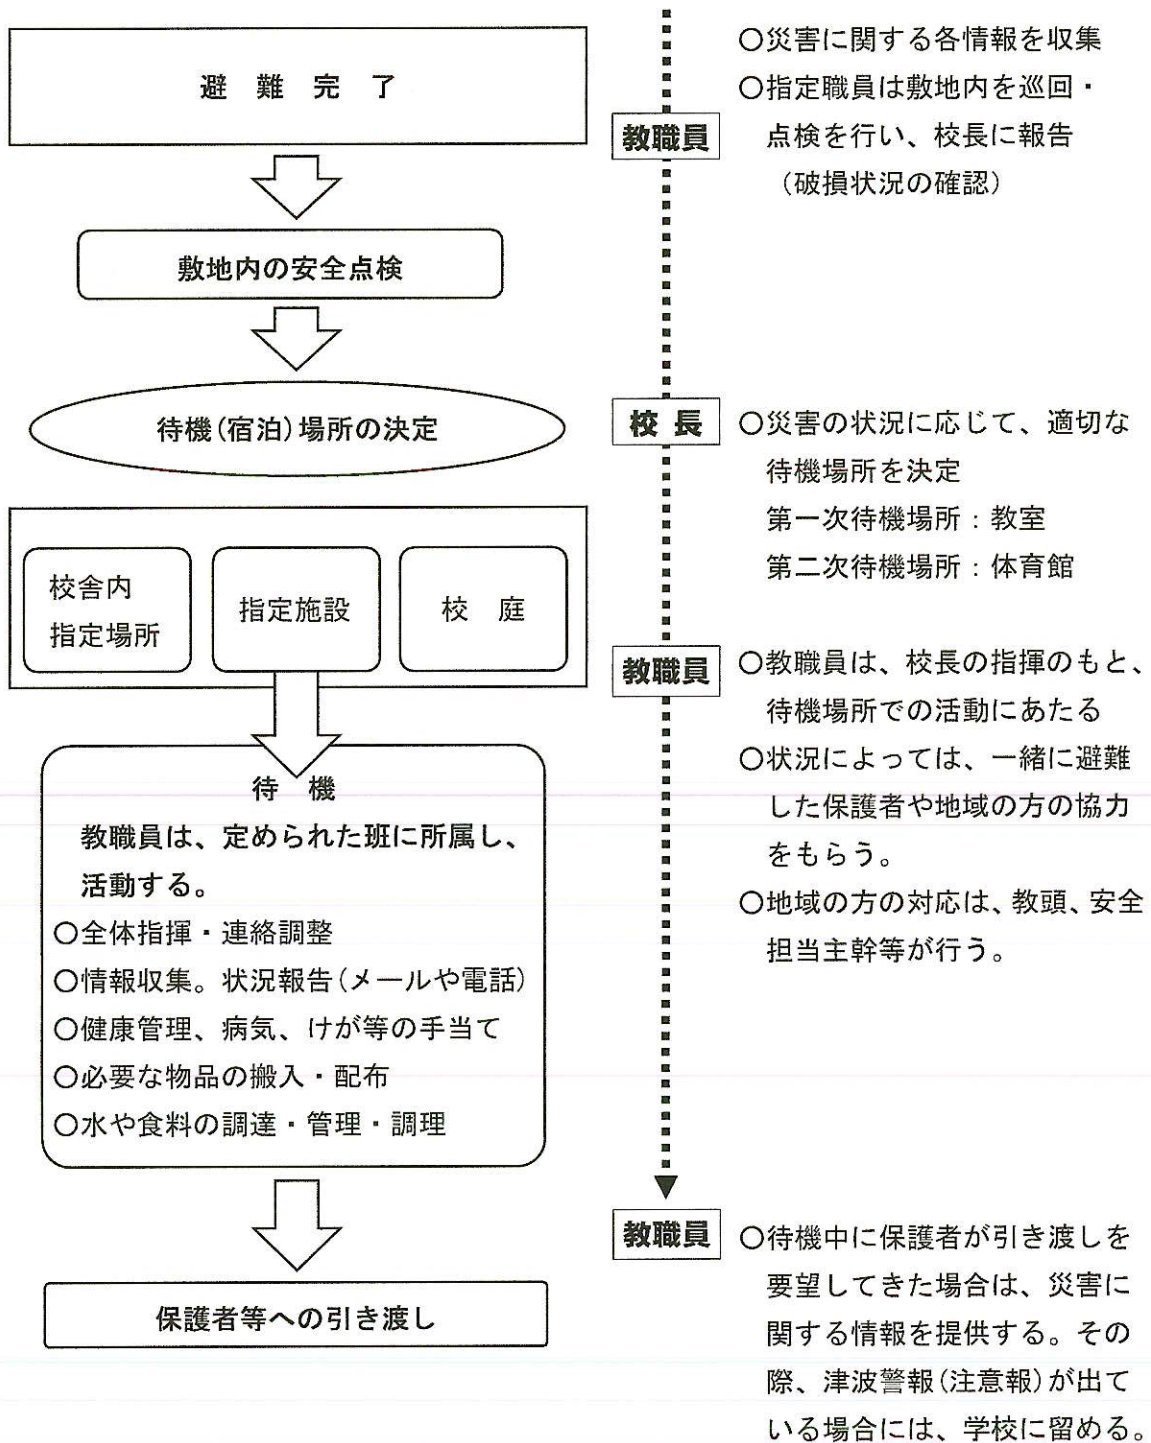 避難完了
敷地内の安全点検
待機(宿泊)場所の決定
校舎内
指定場所
指定施設
校庭
待機
教職員は、定められた班に所属し、
活動する。
○全体指揮・連絡調整
○情報収集。状況報告(メールや電話)
○健康管理、病気、けが等の手当て
○必要な物品の搬入・配布
○水や食料の調達・管理・調理
保護者等への引き渡し
教職員
○災害に関する各情報を収集
○指定職員は敷地内を巡回・
点検を行い、校長に報告
(破損状況の確認)
校長
○災害の状況に応じて、適切な
待機場所を決定
第一次待機場所:教室
第二次待機場所:体育館
教職員
○教職員は、校長の指揮のもと、
待機場所での活動にあたる
○状況によっては、一緒に避難
した保護者や地域の方の協力
をもらう。
○地域の方の対応は、教頭、安全
担当主幹等が行う。
教職員
○待機中に保護者が引き渡しを
要望してきた場合は、災害に
関する情報を提供する。その
際、津波警報(注意報)が出て
いる場合には、学校に留める。